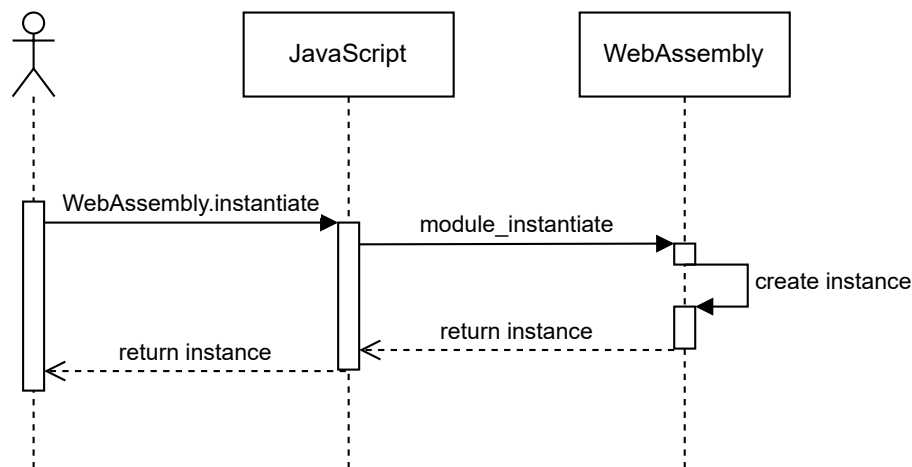 JavaScript
WebAssembly
WebAssembly.instantiate
module_instantiate
create instance
return instance
return instance